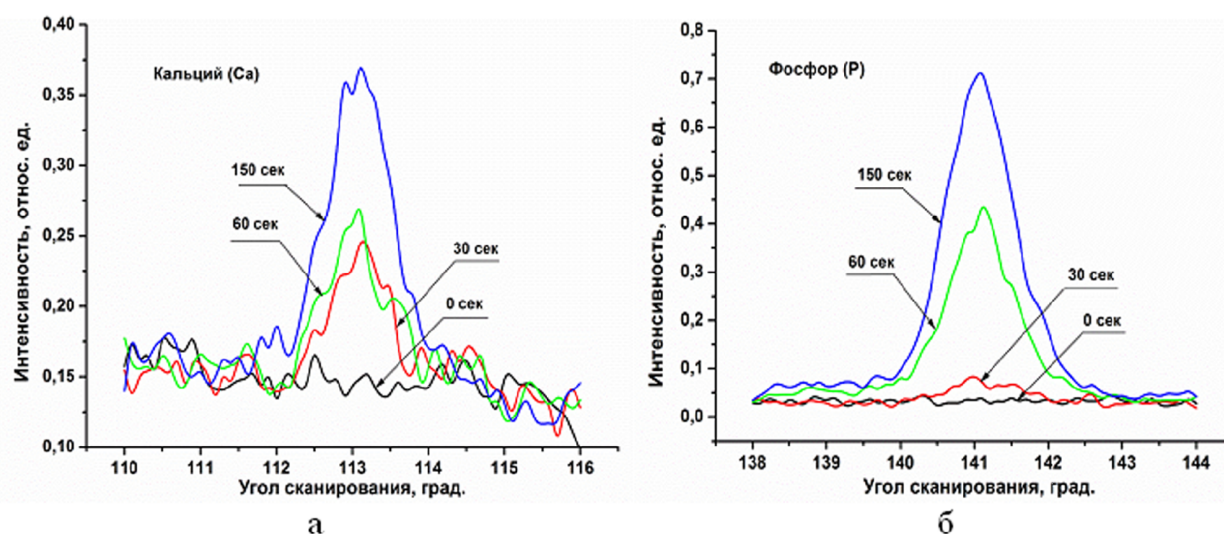 0,40
0,35
0,30
0,25
0,20
0,15
0,10
Интенсивность, относ. ед.
Кальций (Ca)
150 сек
60 сек
30 сек
0 сек
110 111 112 113 114 115 116
Угол сканирования, град.
а
0,8
0,7
0,6
0,5
0,4
0,3
0,2
0,1
0,0
Интенсивность, относ. ед.
Фосфор (P)
150 сек
60 сек
30 сек
0 сек
138 139 140 141 142 143 144
Угол сканирования, град.
б